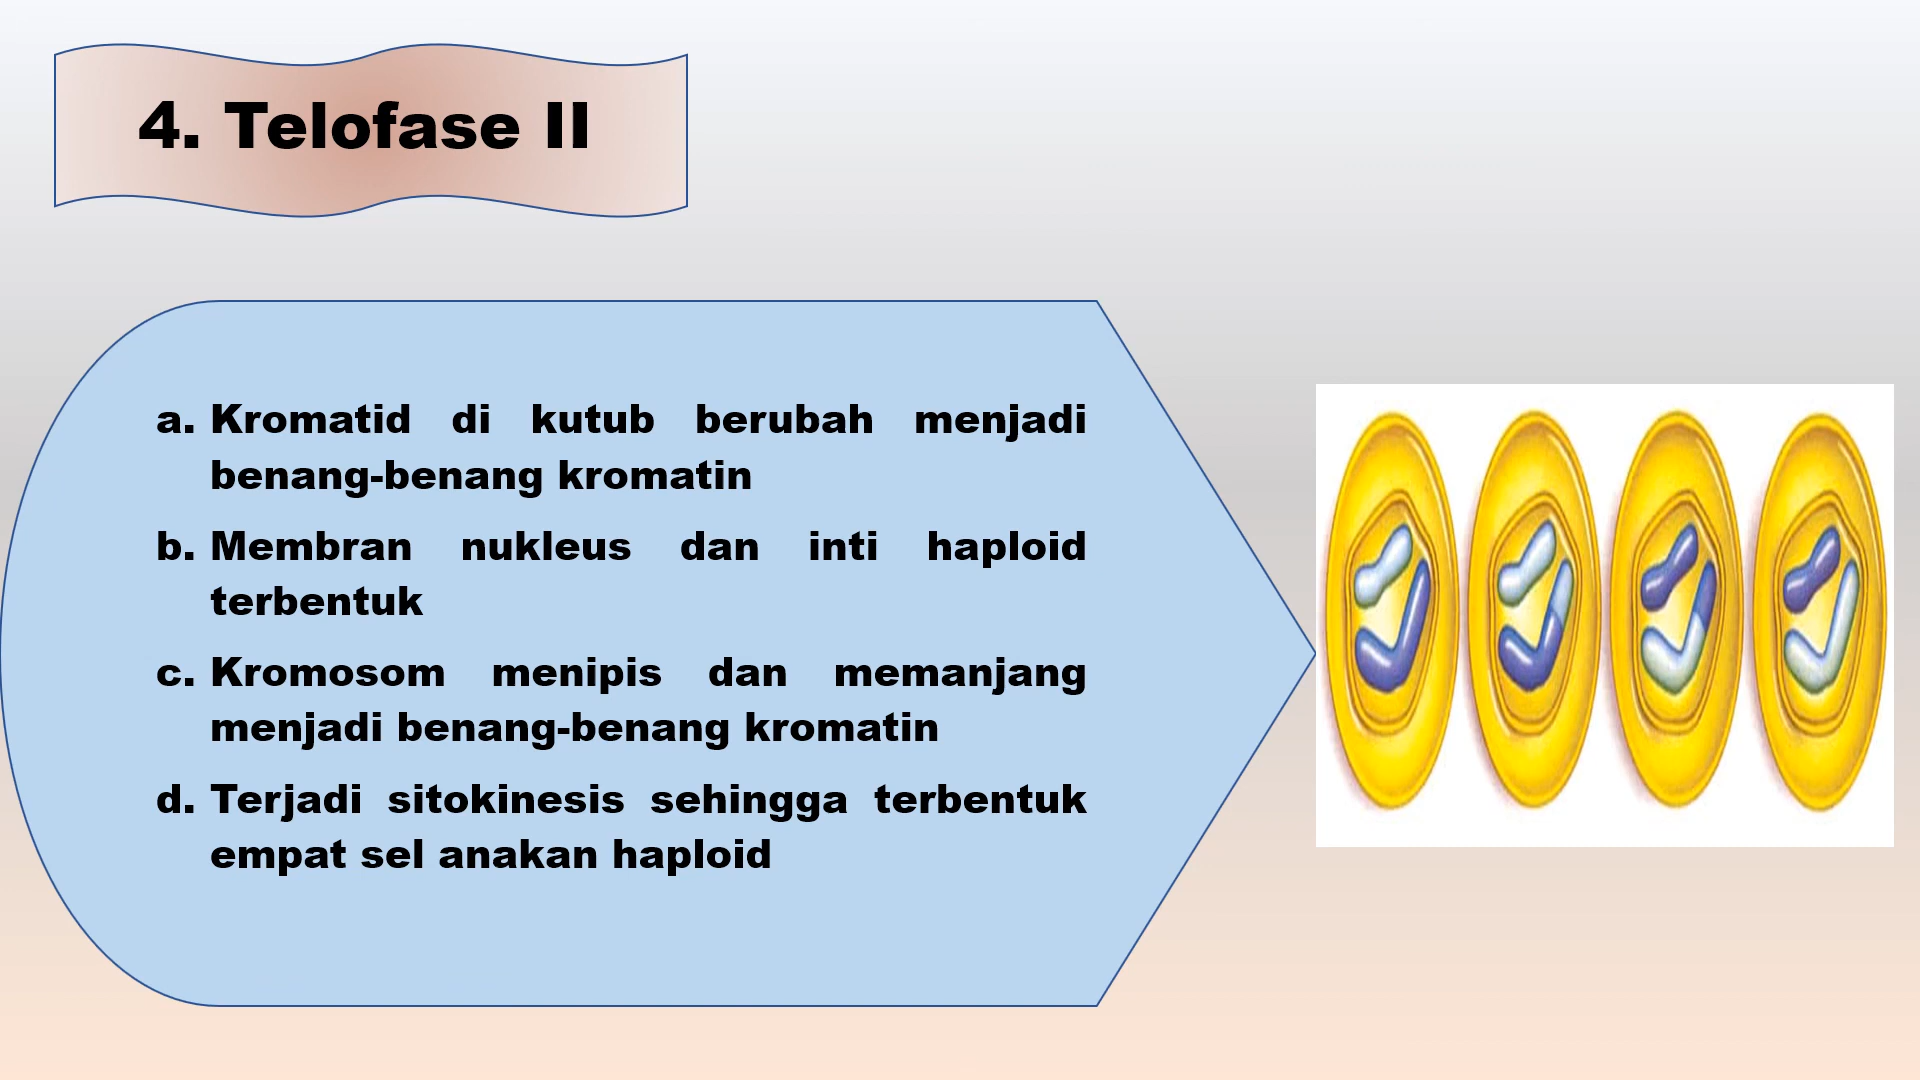 4. Telofase II
a. Kromatid di kutub berubah menjadi
benang-benang kromatin
b. Membran nukleus dan inti haploid
terbentuk
c. Kromosom menipis dan memanjang
menjadi benang-benang kromatin
d. Terjadi sitokinesis sehingga terbentuk
empat sel anakan haploid